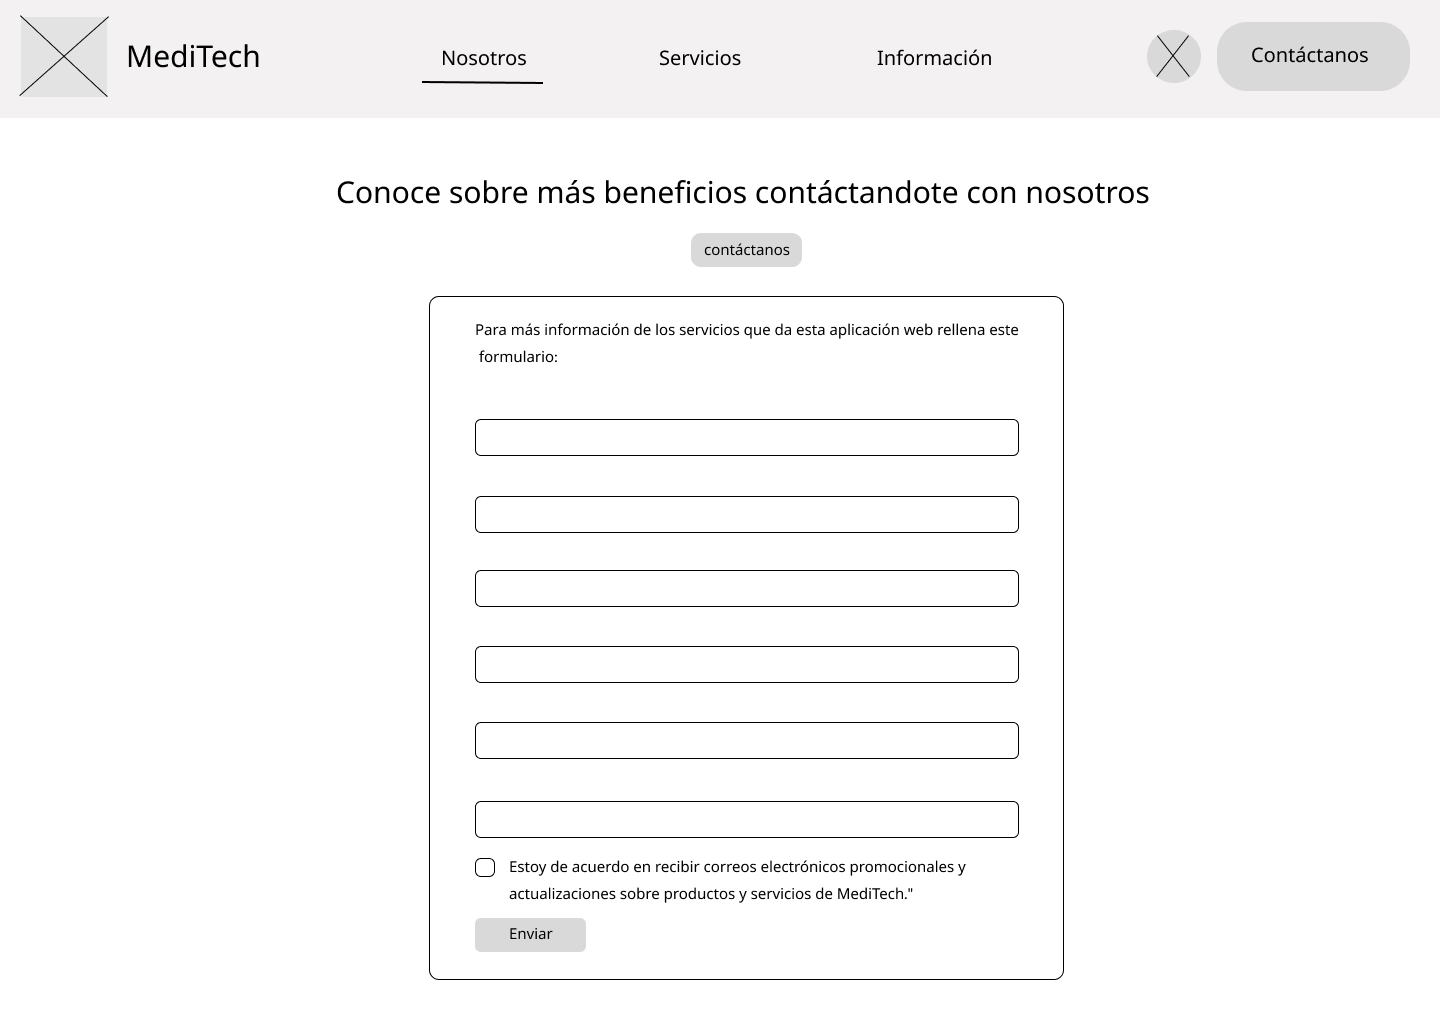 MediTech
Nosotros
Servicios
Información
Contáctanos
Conoce sobre más beneficios contáctandote con nosotros
contáctanos
Para más información de los servicios que da esta aplicación web rellena este
formulario:
Estoy de acuerdo en recibir correos electrónicos promocionales y
actualizaciones sobre productos y servicios de MediTech."
Enviar